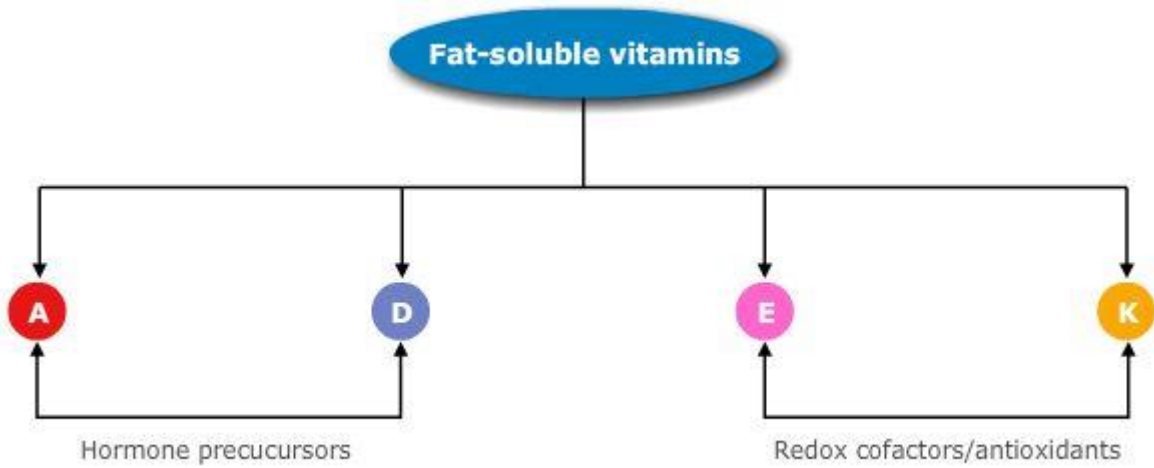 Fat-soluble vitamins
A
D
E
K
Hormone precucursors
Redox cofactors/antioxidants